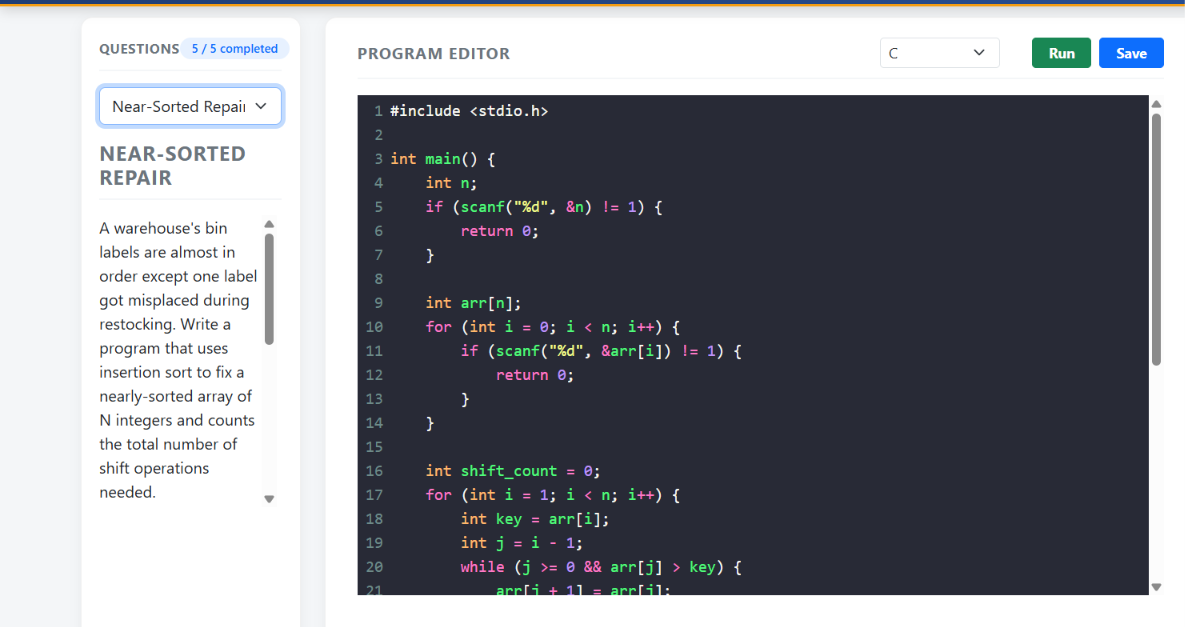 QUESTIONS 5 / 5 completed
Near-Sorted Repair
NEAR-SORTED
REPAIR
A warehouse's bin
labels are almost in
order except one label
got misplaced during
restocking. Write a
program that uses
insertion sort to fix a
nearly-sorted array of
N integers and counts
the total number of
shift operations
needed.
PROGRAM EDITOR
C
Run
Save
1 #include <stdio.h>
2
3 int main() {
4     int n;
5     if (scanf("%d", &n) != 1) {
6         return 0;
7     }
8
9     int arr[n];
10     for (int i = 0; i < n; i++) {
11         if (scanf("%d", &arr[i]) != 1) {
12             return 0;
13         }
14     }
15
16     int shift_count = 0;
17     for (int i = 1; i < n; i++) {
18         int key = arr[i];
19         int j = i - 1;
20         while (j >= 0 && arr[j] > key) {
21             arr[j + 1] = arr[j];